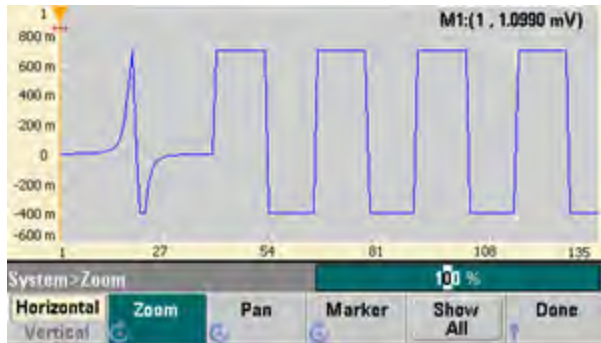 1
M1:(1 , 1.0990 mV)
800 m
600 m
400 m
200 m
0
-200 m
-400 m
-600 m
1 27 54 81 108 135
System>Zoom
100 %
Horizontal
Vertical
Zoom
Pan
Marker
Show
All
Done